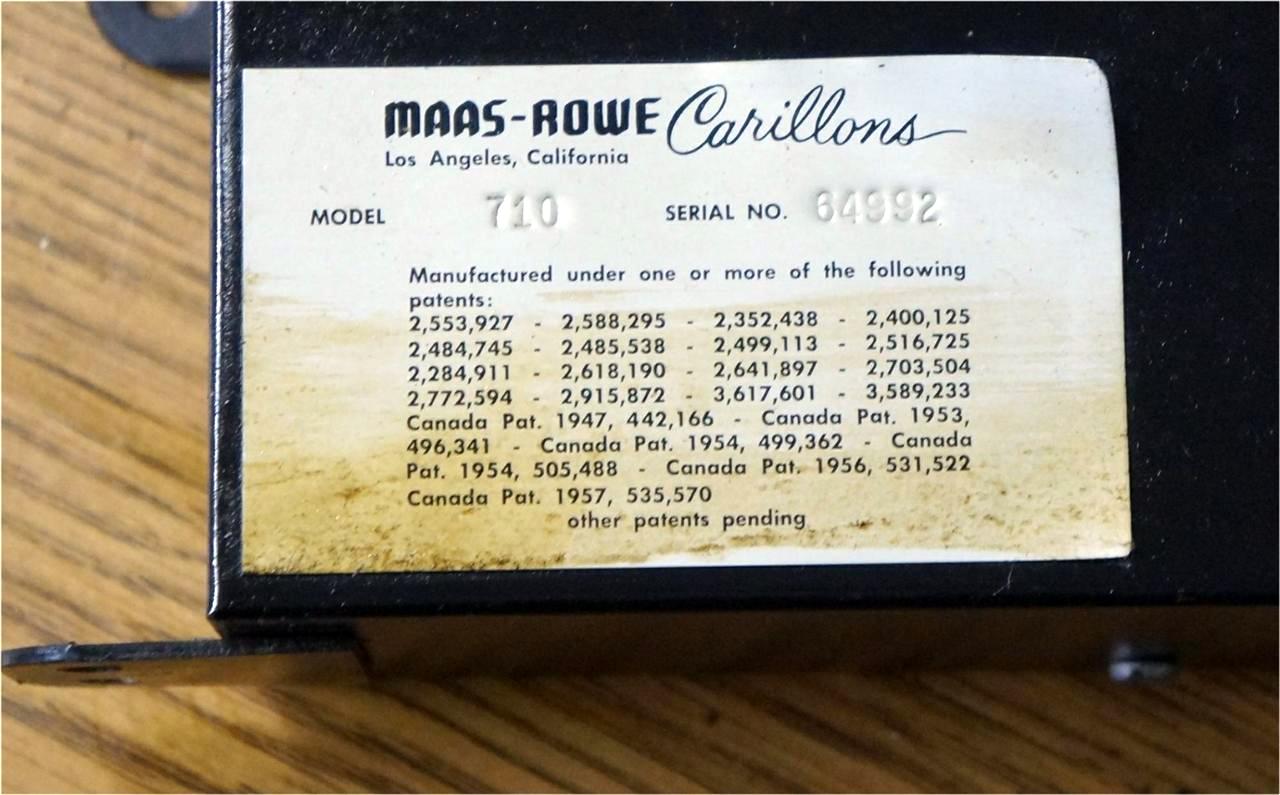 MAAS-ROWE Carillons
Los Angeles, California
MODEL 710 SERIAL NO. 64992
Manufactured under one or more of the following
patents:
2,553,927 - 2,588,295 - 2,352,438 - 2,400,125
2,484,745 - 2,485,538 - 2,499,113 - 2,516,725
2,284,911 - 2,618,190 - 2,641,897 - 2,703,504
2,772,594 - 2,915,872 - 3,617,601 - 3,589,233
Canada Pat. 1947, 442,166 - Canada Pat. 1953,
496,341 - Canada Pat. 1954, 499,362 - Canada
Pat. 1954, 505,488 - Canada Pat. 1956, 531,522
Canada Pat. 1957, 535,570
other patents pending